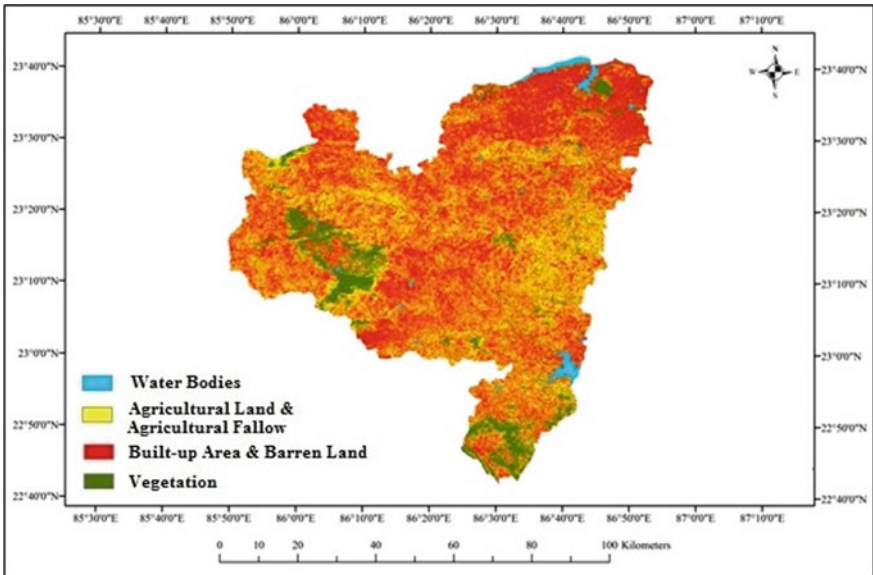 85°30'0"E 85°40'0"E 85°50'0"E 86°0'0"E 86°10'0"E 86°20'0"E 86°30'0"E 86°40'0"E 86°50'0"E 87°0'0"E 87°10'0"E
N
W E
S
23°40'0"N 23°40'0"N
23°30'0"N 23°30'0"N
23°20'0"N 23°20'0"N
23°10'0"N 23°10'0"N
23°0'0"N 23°0'0"N
Water Bodies
Agricultural Land &
Agricultural Fallow
22°50'0"N 22°50'0"N
Built-up Area & Barren Land
Vegetation
22°40'0"N 22°40'0"N
85°30'0"E 85°40'0"E 85°50'0"E 86°0'0"E 86°10'0"E 86°20'0"E 86°30'0"E 86°40'0"E 86°50'0"E 87°0'0"E 87°10'0"E
0 10 20 40 60 80 100 Kilometers